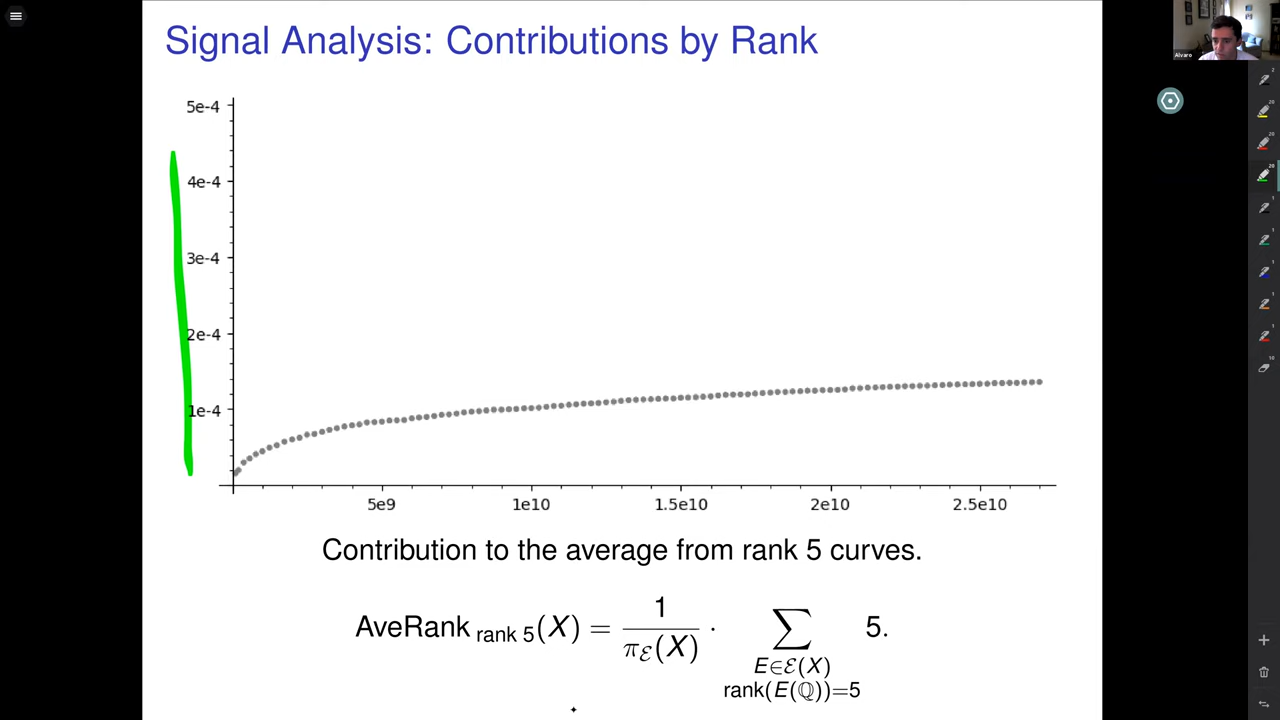 Signal Analysis: Contributions by Rank
Alvaro
5e-4
4e-4
3e-4
2e-4
1e-4
5e9 1e10 1.5e10 2e10 2.5e10
Contribution to the average from rank 5 curves.
AveRank rank 5(X) = 1/π_ℰ(X) · ∑ E∈ℰ(X) rank(E(ℚ))=5 5.